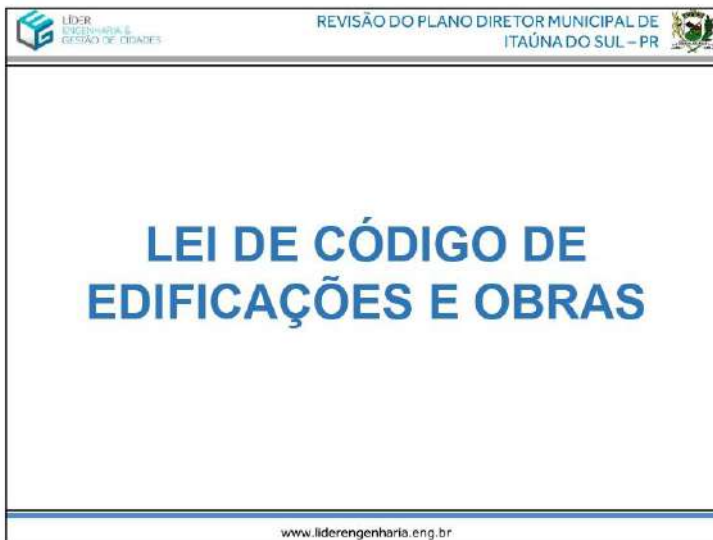 LÍDER
ENGENHARIA &
GESTÃO DE CIDADES
REVISÃO DO PLANO DIRETOR MUNICIPAL DE
ITAÚNA DO SUL – PR
LEI DE CÓDIGO DE
EDIFICAÇÕES E OBRAS
www.liderengenharia.eng.br